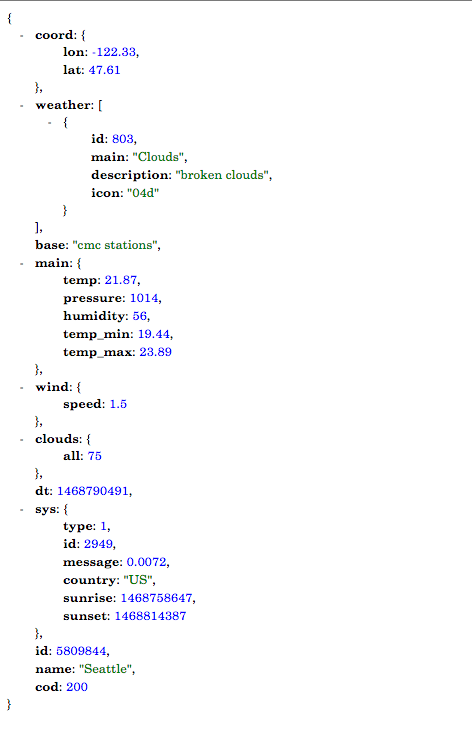 {
- coord: {
lon: -122.33,
lat: 47.61
},
- weather: [
- {
id: 803,
main: "Clouds",
description: "broken clouds",
icon: "04d"
}
],
base: "cmc stations",
- main: {
temp: 21.87,
pressure: 1014,
humidity: 56,
temp_min: 19.44,
temp_max: 23.89
},
- wind: {
speed: 1.5
},
- clouds: {
all: 75
},
dt: 1468790491,
- sys: {
type: 1,
id: 2949,
message: 0.0072,
country: "US",
sunrise: 1468758647,
sunset: 1468814387
},
id: 5809844,
name: "Seattle",
cod: 200
}